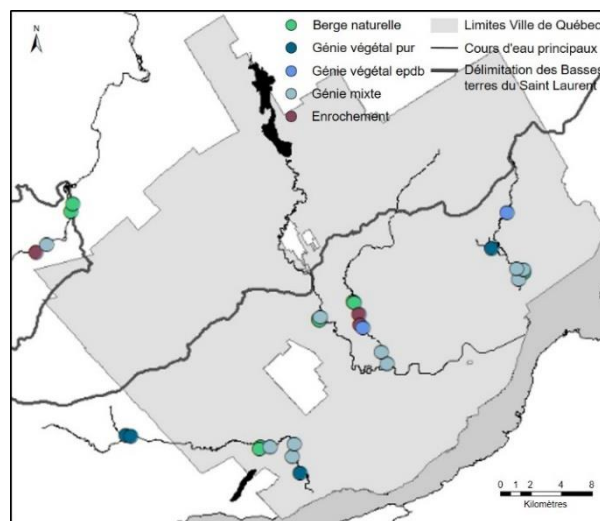 N
Berge naturelle
Génie végétal pur
Génie végétal epdb
Génie mixte
Enrochement
Limites Ville de Québec
Cours d'eau principaux
Délimitation des Basses
terres du Saint Laurent
0 1 2 4 6 8
Kilomètres